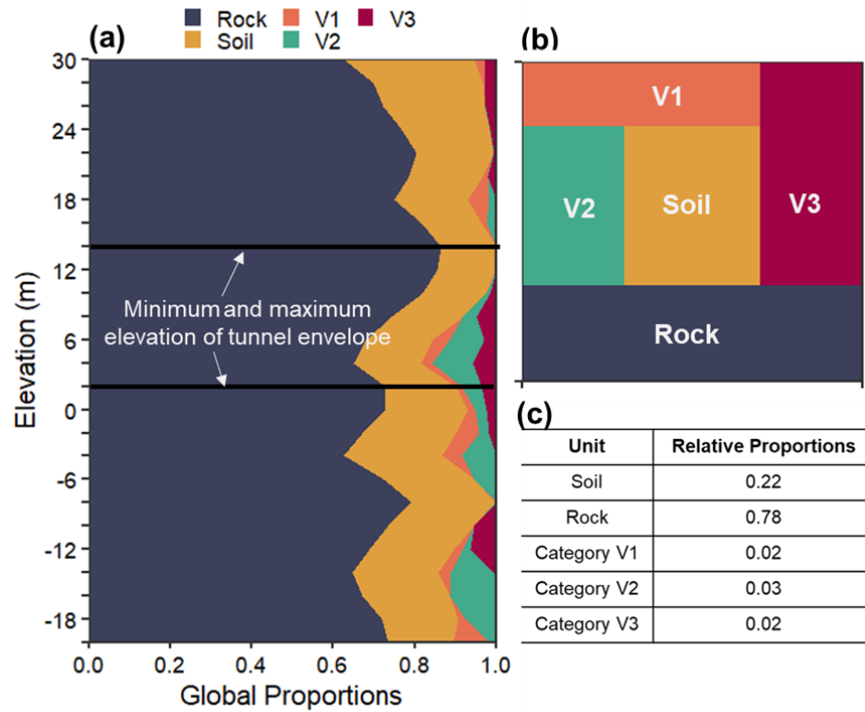 (a)
Rock V1 V3
Soil V2
30
24
18
12
6
0
-6
-12
-18
Elevation (m)
Minimum and maximum
elevation of tunnel envelope
0.0 0.2 0.4 0.6 0.8 1.0
Global Proportions
(b)
V1
V2 Soil V3
Rock
(c)
Unit Relative Proportions
Soil 0.22
Rock 0.78
Category V1 0.02
Category V2 0.03
Category V3 0.02